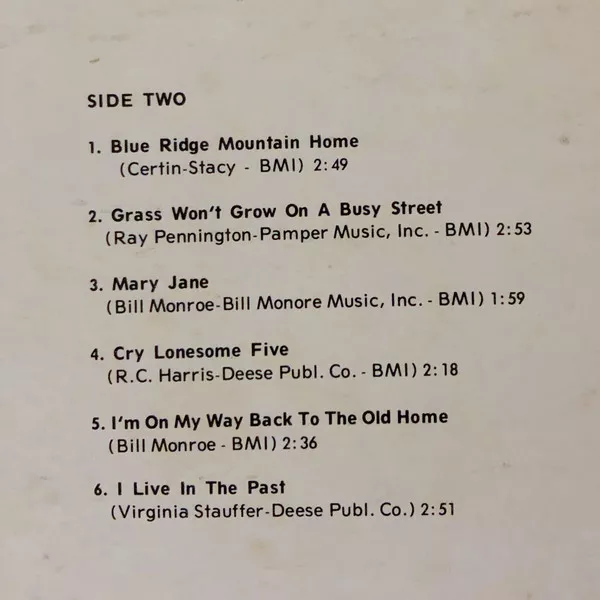 SIDE TWO
1. Blue Ridge Mountain Home
(Certin-Stacy - BMI) 2:49
2. Grass Won't Grow On A Busy Street
(Ray Pennington-Pamper Music, Inc. - BMI) 2:53
3. Mary Jane
(Bill Monroe-Bill Monore Music, Inc. - BMI) 1:59
4. Cry Lonesome Five
(R.C. Harris-Deese Publ. Co. - BMI) 2:18
5. I'm On My Way Back To The Old Home
(Bill Monroe - BMI) 2:36
6. I Live In The Past
(Virginia Stauffer-Deese Publ. Co.) 2:51